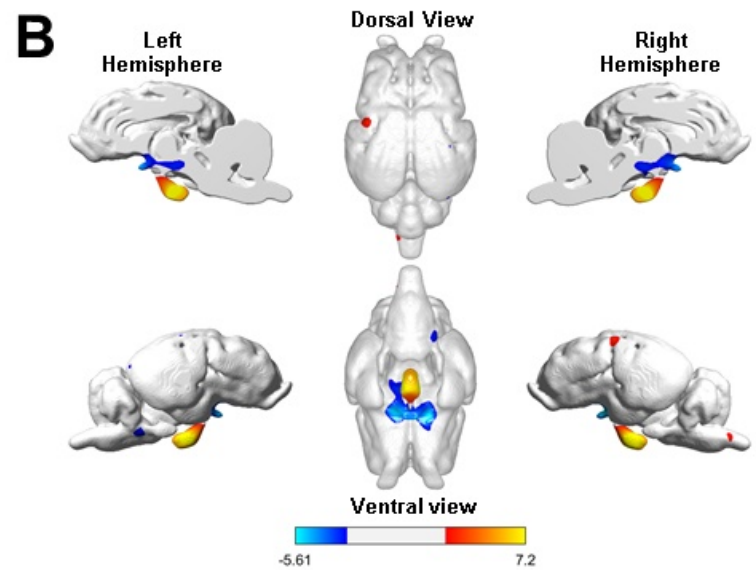 B
Dorsal View
Left
Hemisphere
Right
Hemisphere
Ventral view
-5.61
7.2